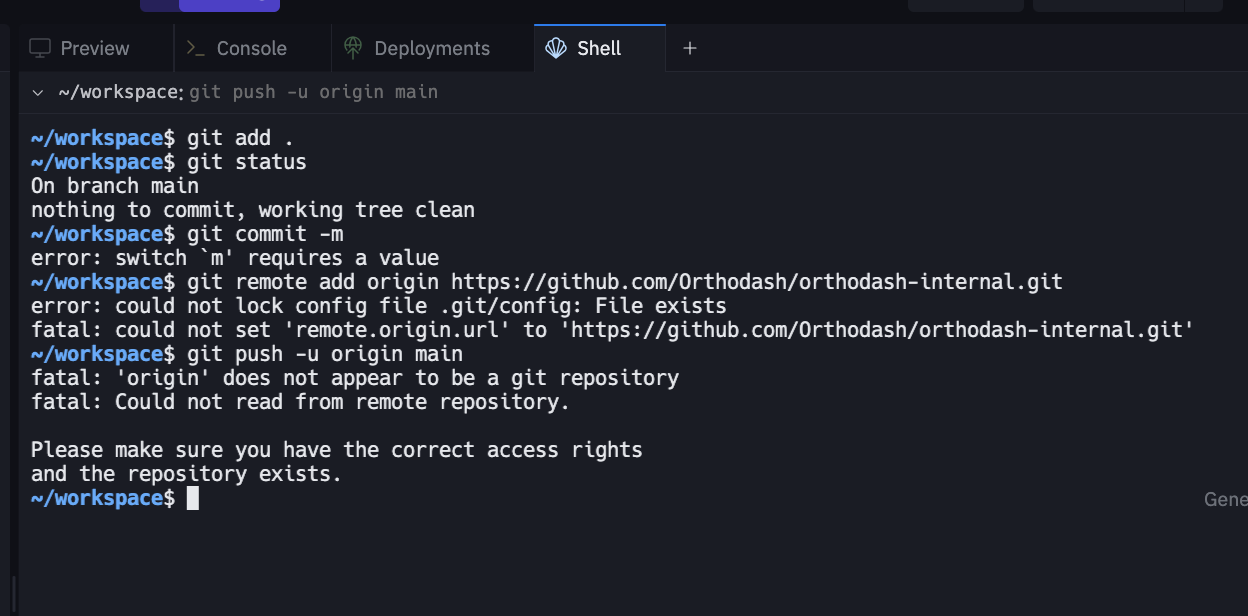 Preview
Console
Deployments
Shell
~/workspace: git push -u origin main
~/workspace$ git add .
~/workspace$ git status
On branch main
nothing to commit, working tree clean
~/workspace$ git commit -m
error: switch `m' requires a value
~/workspace$ git remote add origin https://github.com/Orthodash/orthodash-internal.git
error: could not lock config file .git/config: File exists
fatal: could not set 'remote.origin.url' to 'https://github.com/Orthodash/orthodash-internal.git'
~/workspace$ git push -u origin main
fatal: 'origin' does not appear to be a git repository
fatal: Could not read from remote repository.
Please make sure you have the correct access rights
and the repository exists.
~/workspace$
Gene